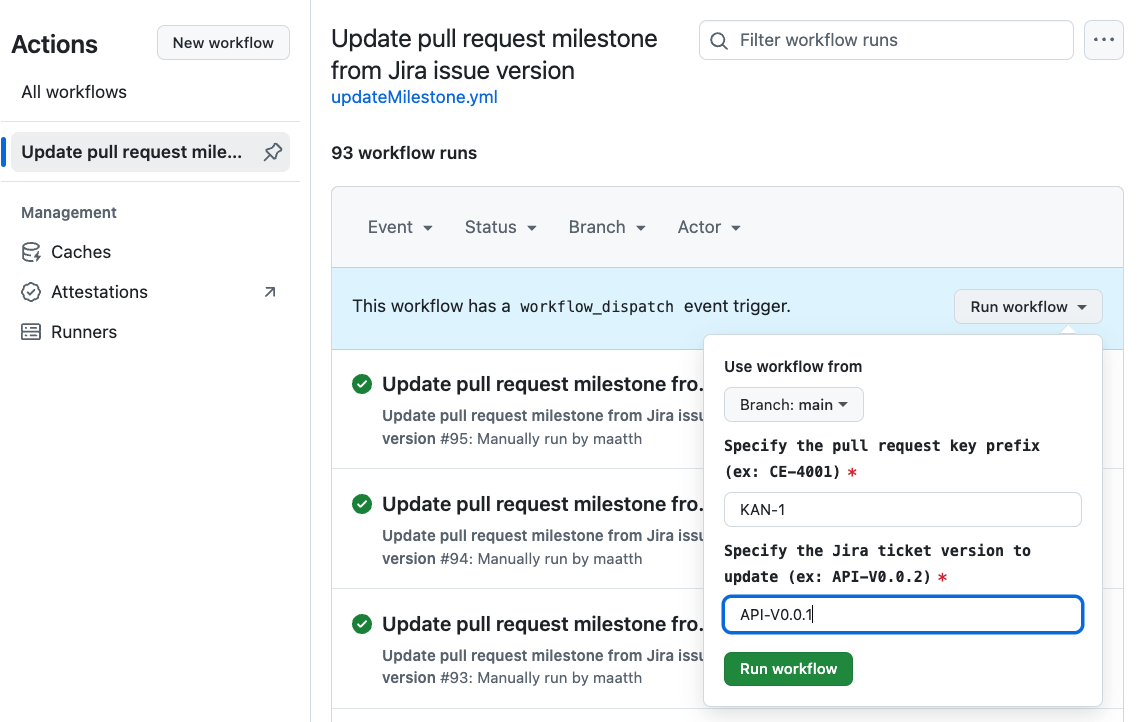 Actions
New workflow
All workflows
Update pull request mile...
Management
Caches
Attestations
Runners
Update pull request milestone
from Jira issue version
updateMilestone.yml
Filter workflow runs
93 workflow runs
Event
Status
Branch
Actor
This workflow has a workflow_dispatch event trigger.
Run workflow
Update pull request milestone fro.
Update pull request milestone from Jira issu
version #95: Manually run by maatth
Update pull request milestone fro.
Update pull request milestone from Jira issu
version #94: Manually run by maatth
Update pull request milestone fro.
Update pull request milestone from Jira issu
version #93: Manually run by maatth
Use workflow from
Branch: main
Specify the pull request key prefix
(ex: CE-4001) *
KAN-1
Specify the Jira ticket version to
update (ex: API-V0.0.2) *
API-V0.0.1
Run workflow